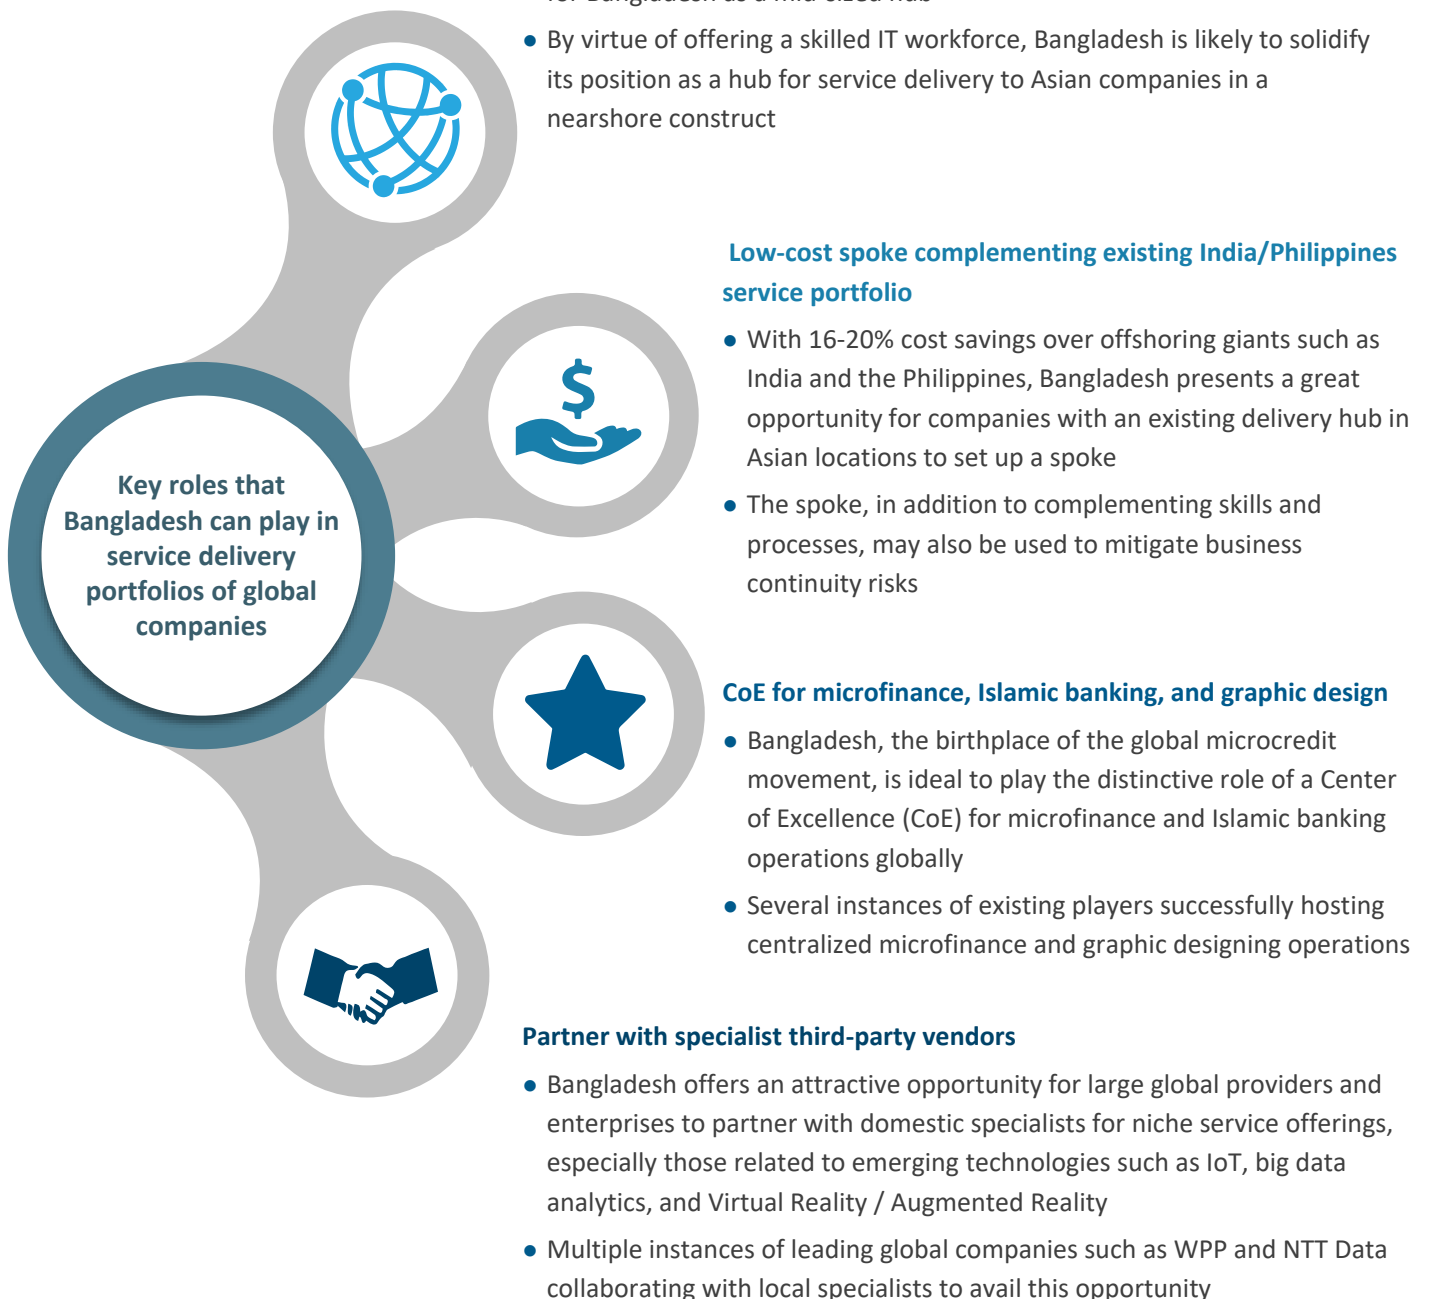 for Bangladesh as a mid-sized hub
● By virtue of offering a skilled IT workforce, Bangladesh is likely to solidify
its position as a hub for service delivery to Asian companies in a
nearshore construct
Low-cost spoke complementing existing India/Philippines
service portfolio
● With 16-20% cost savings over offshoring giants such as
India and the Philippines, Bangladesh presents a great
opportunity for companies with an existing delivery hub in
Asian locations to set up a spoke
● The spoke, in addition to complementing skills and
processes, may also be used to mitigate business
continuity risks
Key roles that
Bangladesh can play in
service delivery
portfolios of global
companies
CoE for microfinance, Islamic banking, and graphic design
● Bangladesh, the birthplace of the global microcredit
movement, is ideal to play the distinctive role of a Center
of Excellence (CoE) for microfinance and Islamic banking
operations globally
● Several instances of existing players successfully hosting
centralized microfinance and graphic designing operations
Partner with specialist third-party vendors
● Bangladesh offers an attractive opportunity for large global providers and
enterprises to partner with domestic specialists for niche service offerings,
especially those related to emerging technologies such as IoT, big data
analytics, and Virtual Reality / Augmented Reality
● Multiple instances of leading global companies such as WPP and NTT Data
collaborating with local specialists to avail this opportunity